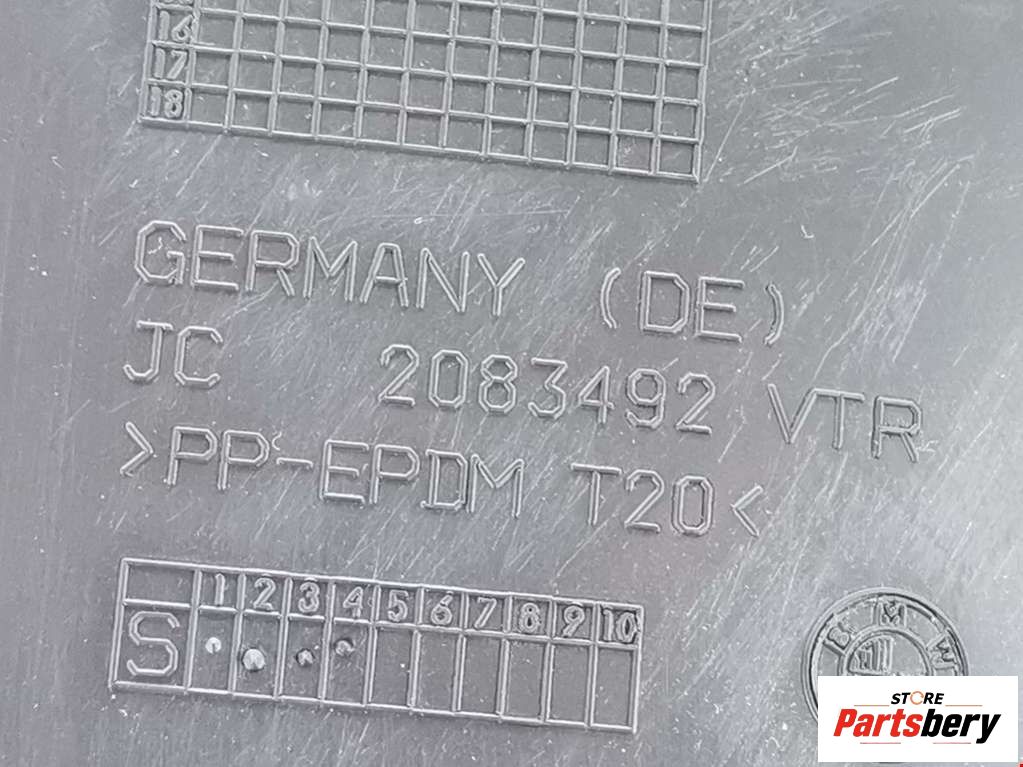 16
17
18
GERMANY (DE)
JC 2083492 VTR
>PP-EPDM T20<
1 2 3 4 5 6 7 8 9 10
S
BMW
STORE
Partsbery